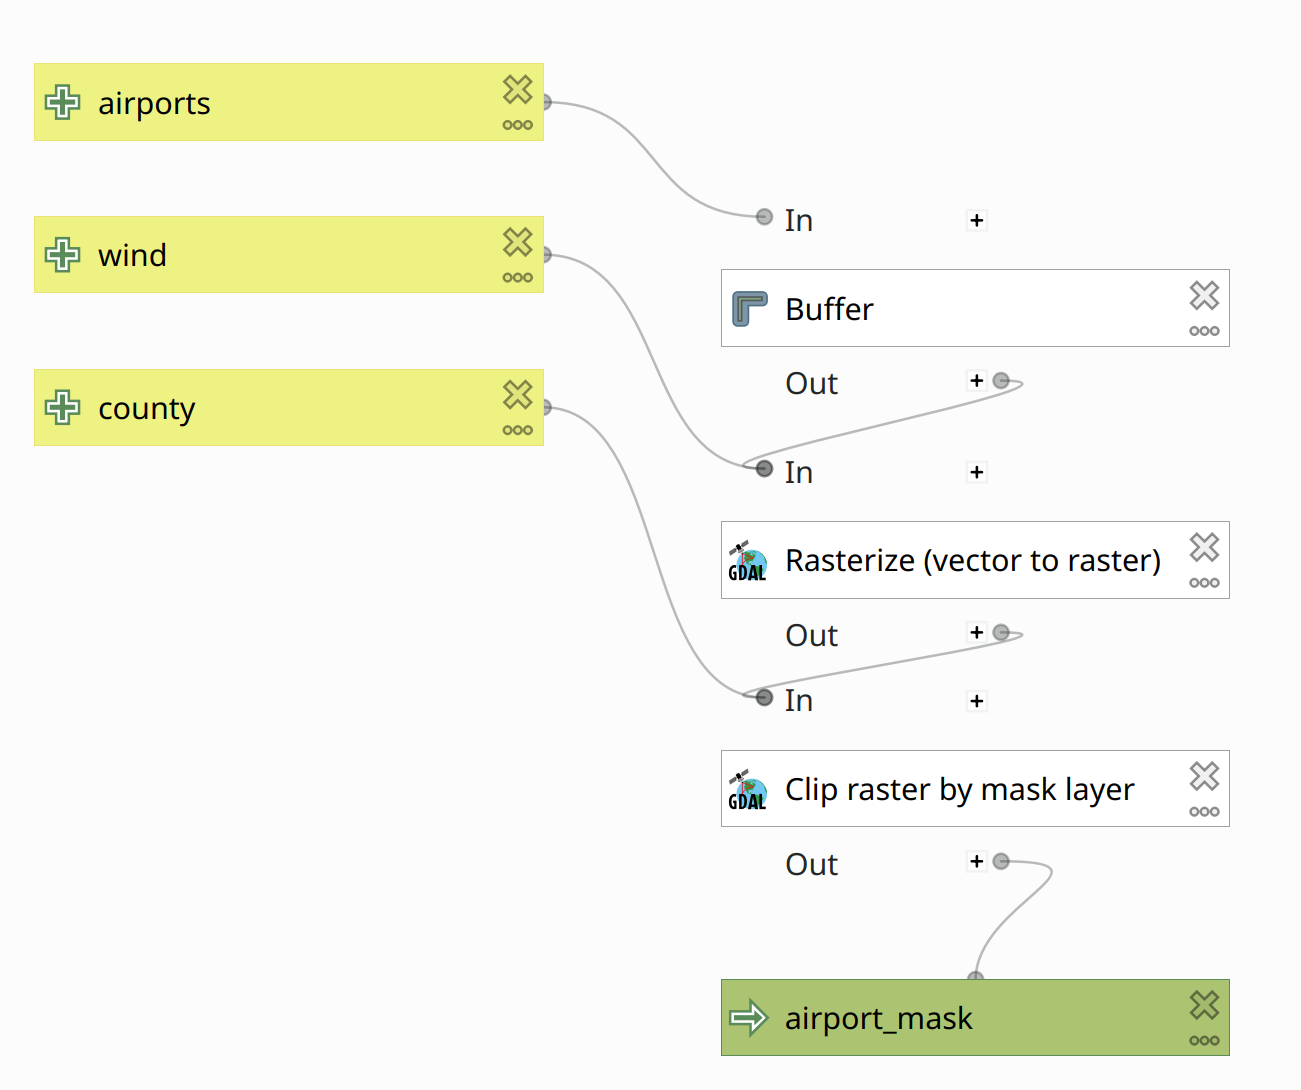 airports
wind
county
In
Buffer
Out
In
GDAL
Rasterize (vector to raster)
Out
In
GDAL
Clip raster by mask layer
Out
airport_mask